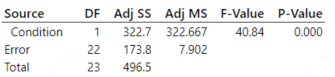 Source DF Adj SS Adj MS F-Value P-Value
Condition 1 322.7 322.667 40.84 0.000
Error 22 173.8 7.902
Total 23 496.5